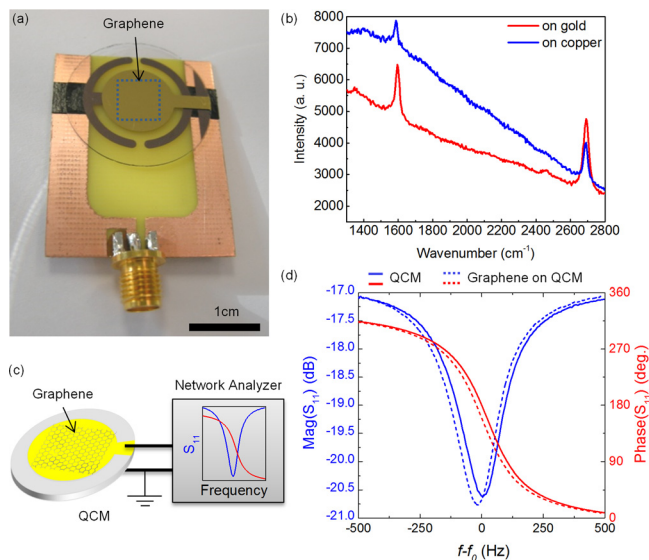 (a)
Graphene
1cm
(b)
8000
7000
6000
5000
4000
3000
2000
Intensity (a. u.)
on gold
on copper
1400 1600 1800 2000 2200 2400 2600 2800
Wavenumber (cm⁻¹)
(c)
Graphene
QCM
Network Analyzer
S₁₁
Frequency
(d)
QCM
Graphene on QCM
-17.0
-17.5
-18.0
-18.5
-19.0
-19.5
-20.0
-20.5
-21.0
Mag(S₁₁) (dB)
360
270
180
90
0
Phase(S₁₁) (deg.)
-500 -250 0 250 500
f-f₀ (Hz)